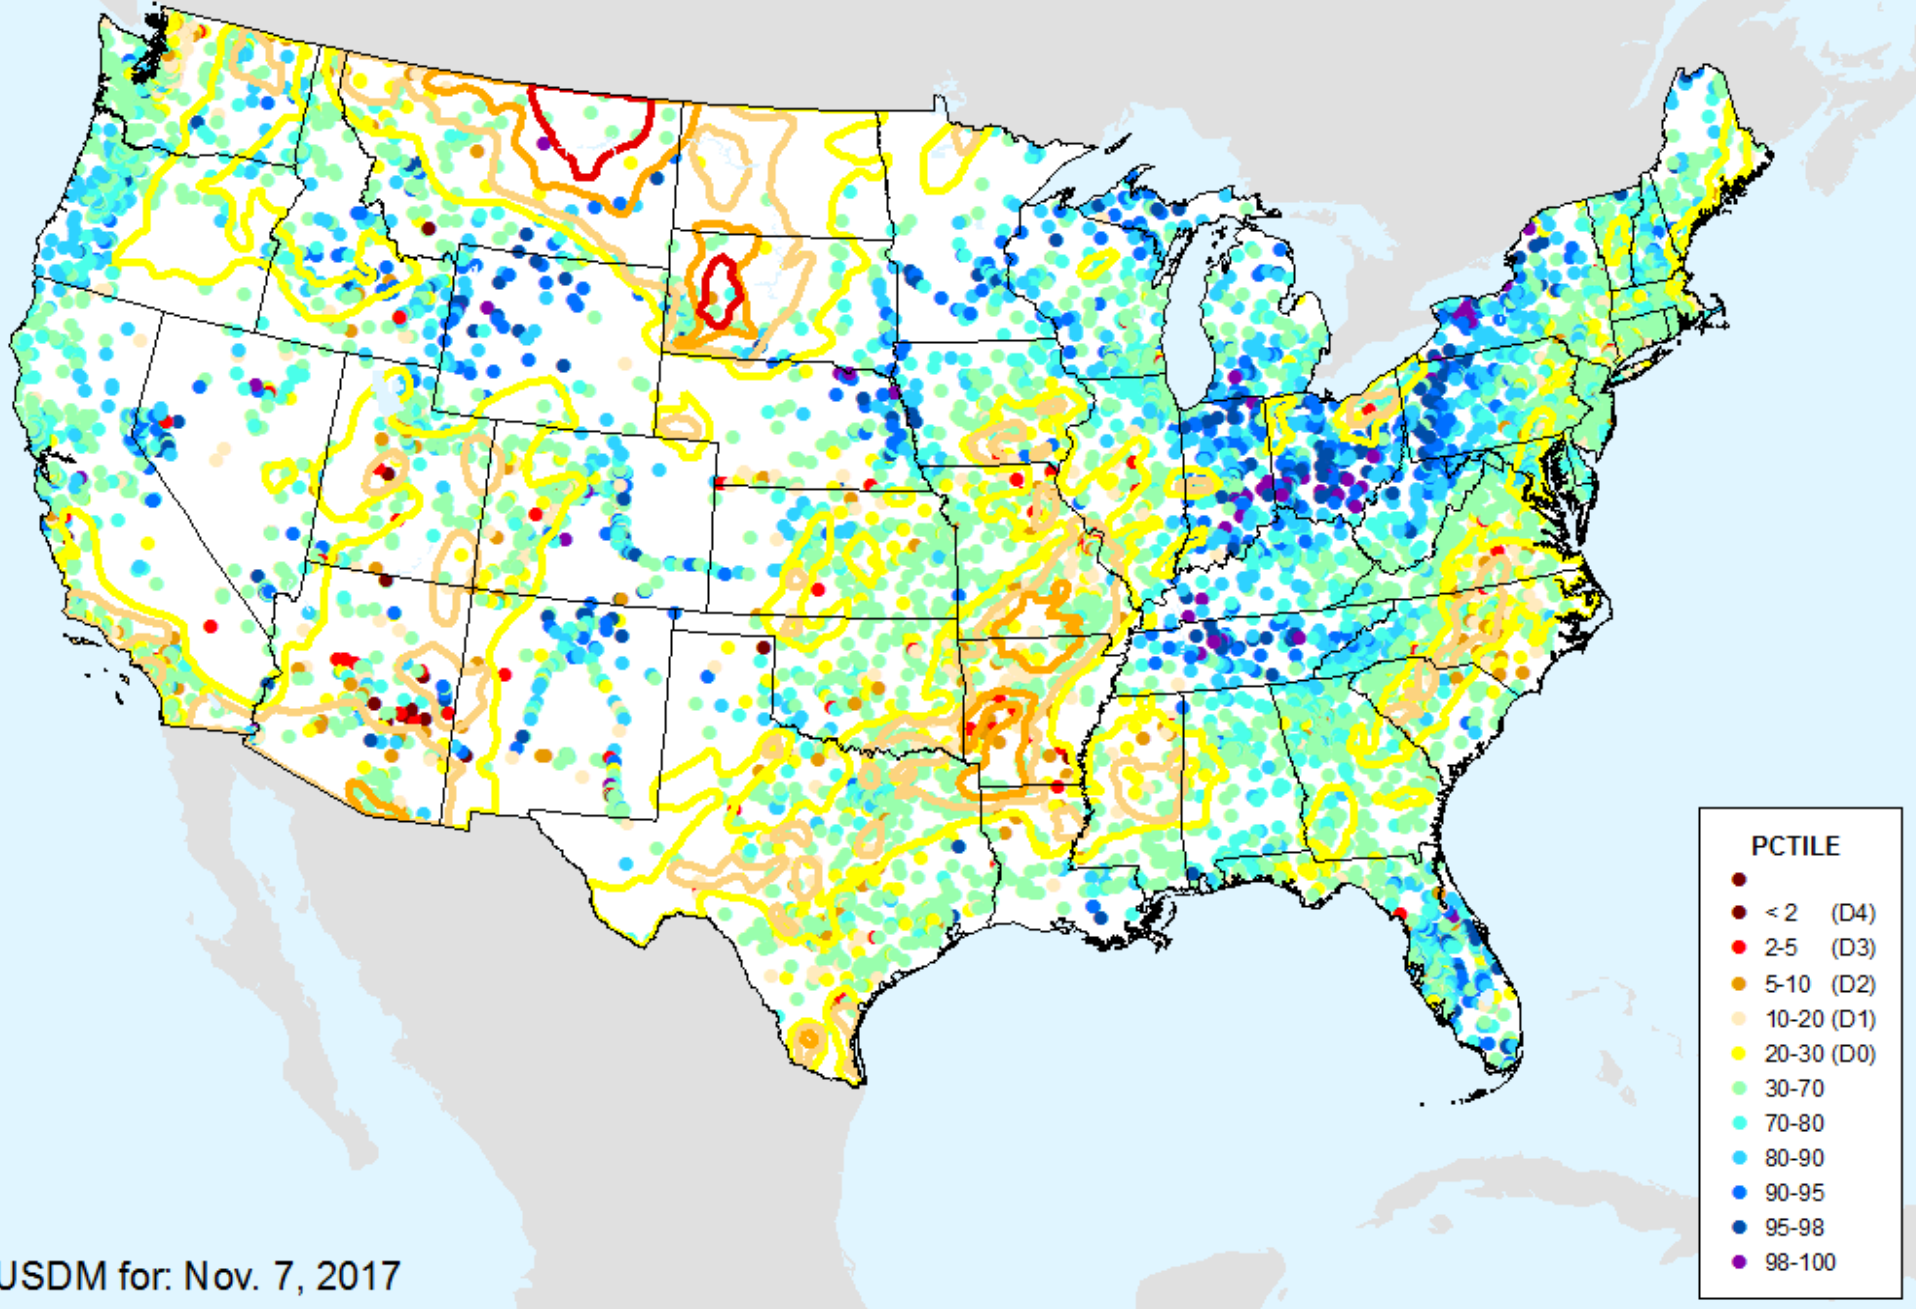 PCTILE
< 2 (D4)
2-5 (D3)
5-10 (D2)
10-20 (D1)
20-30 (D0)
30-70
70-80
80-90
90-95
95-98
98-100
USDM for: Nov. 7, 2017